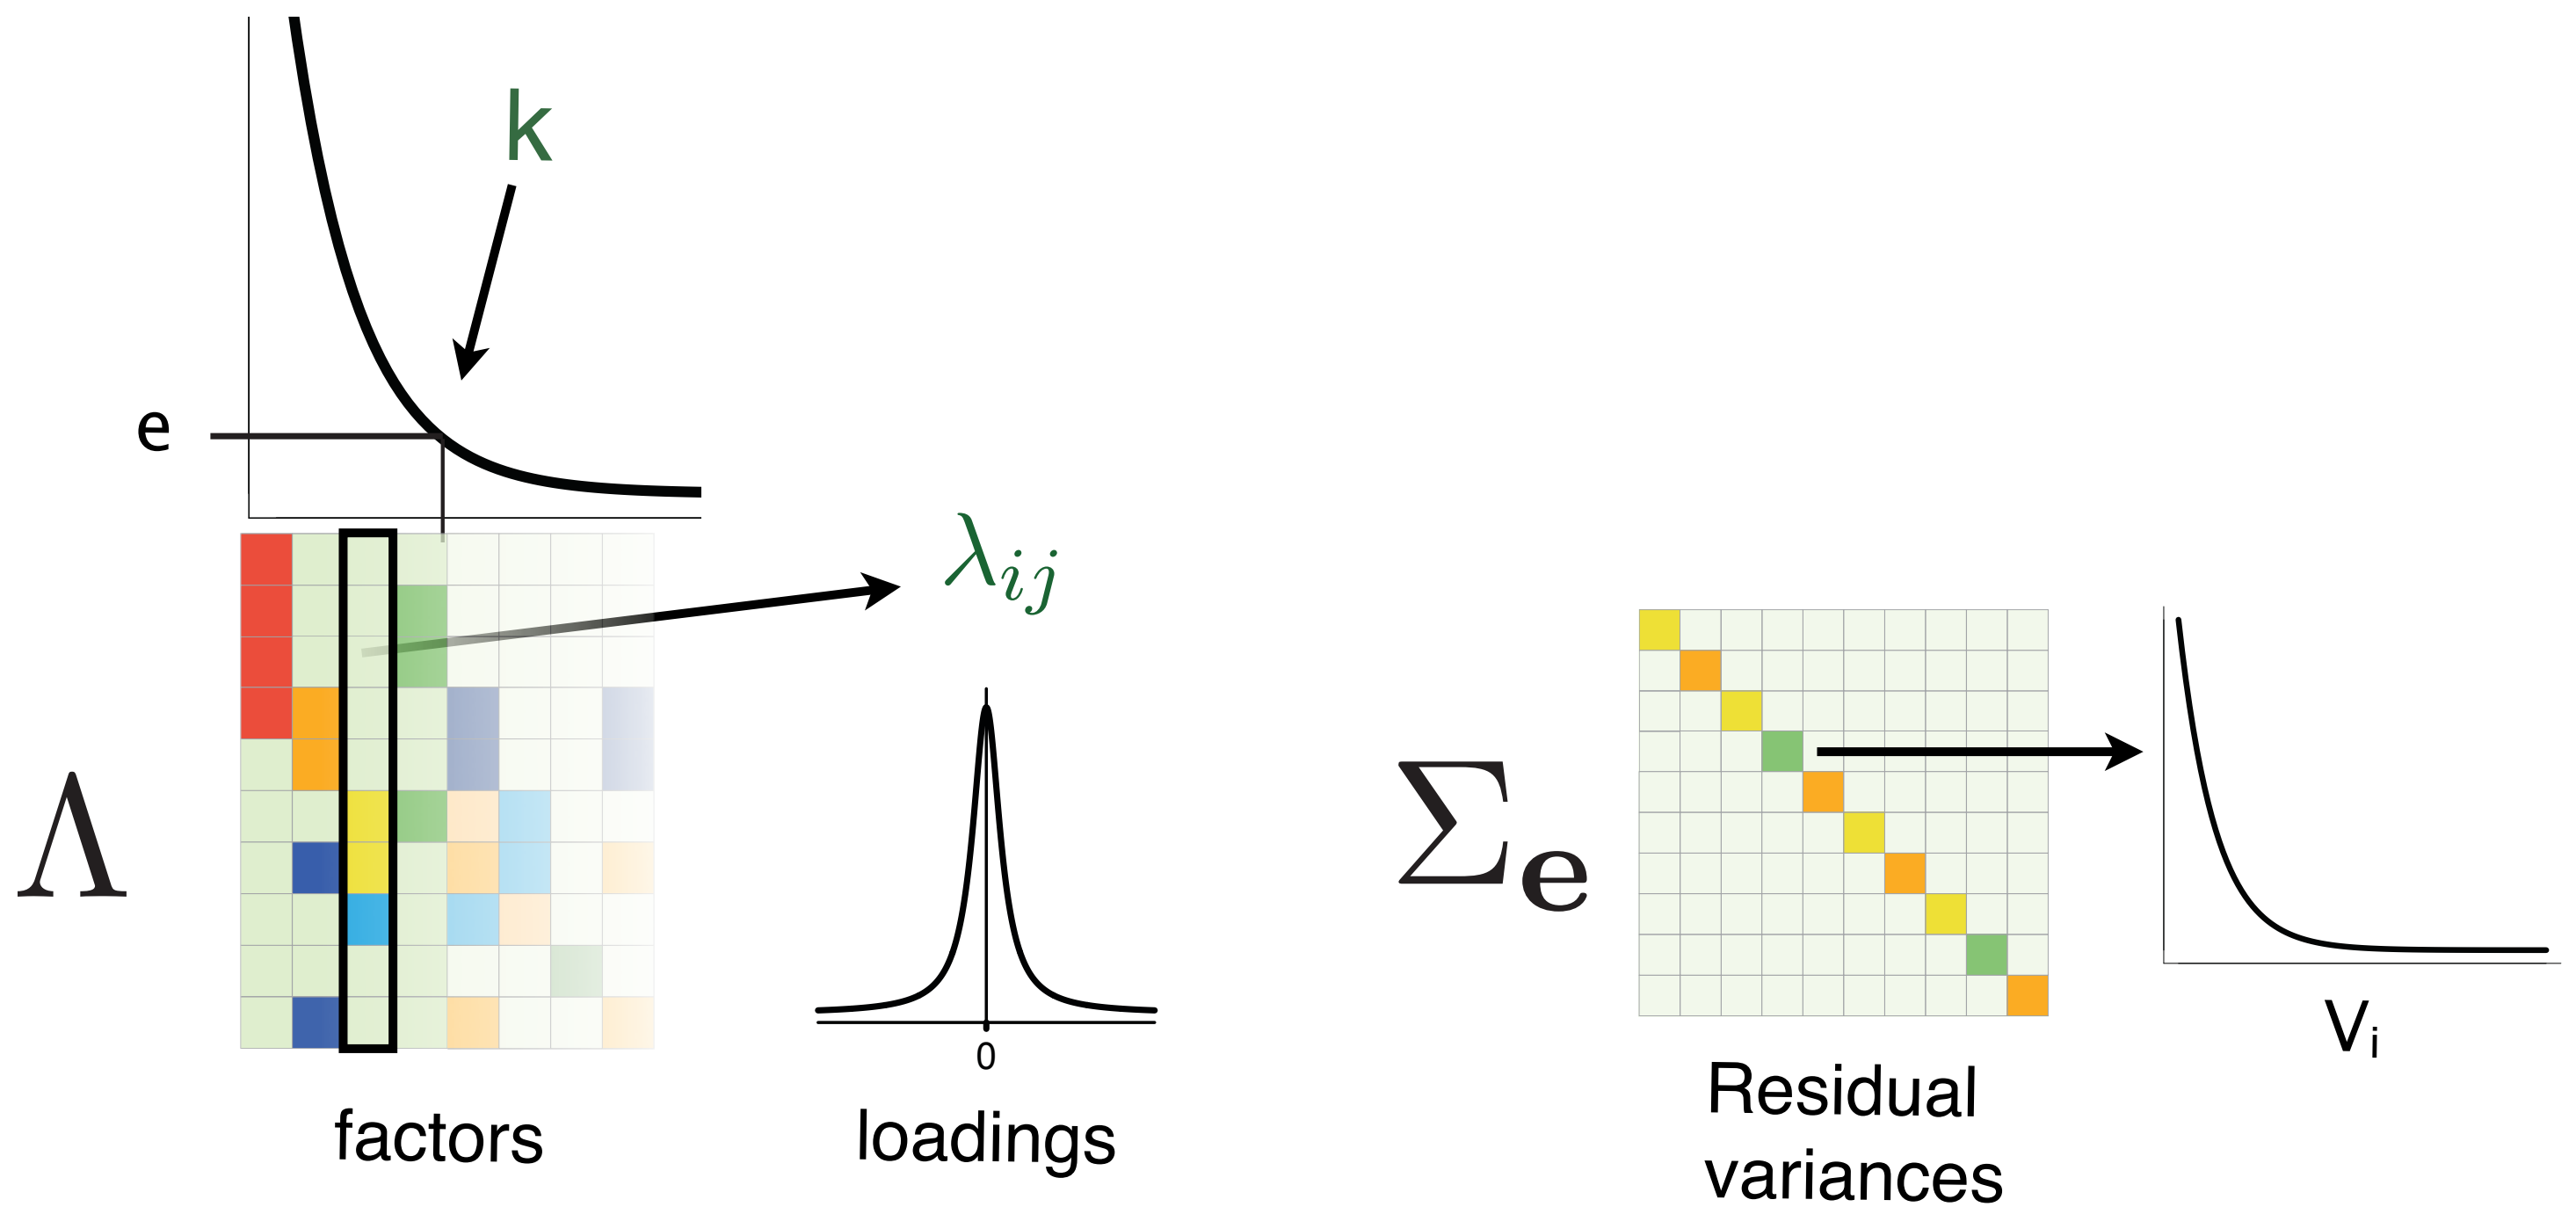 k
e
λij
Λ
0
factors
loadings
Σe
Residual
variances
Vi